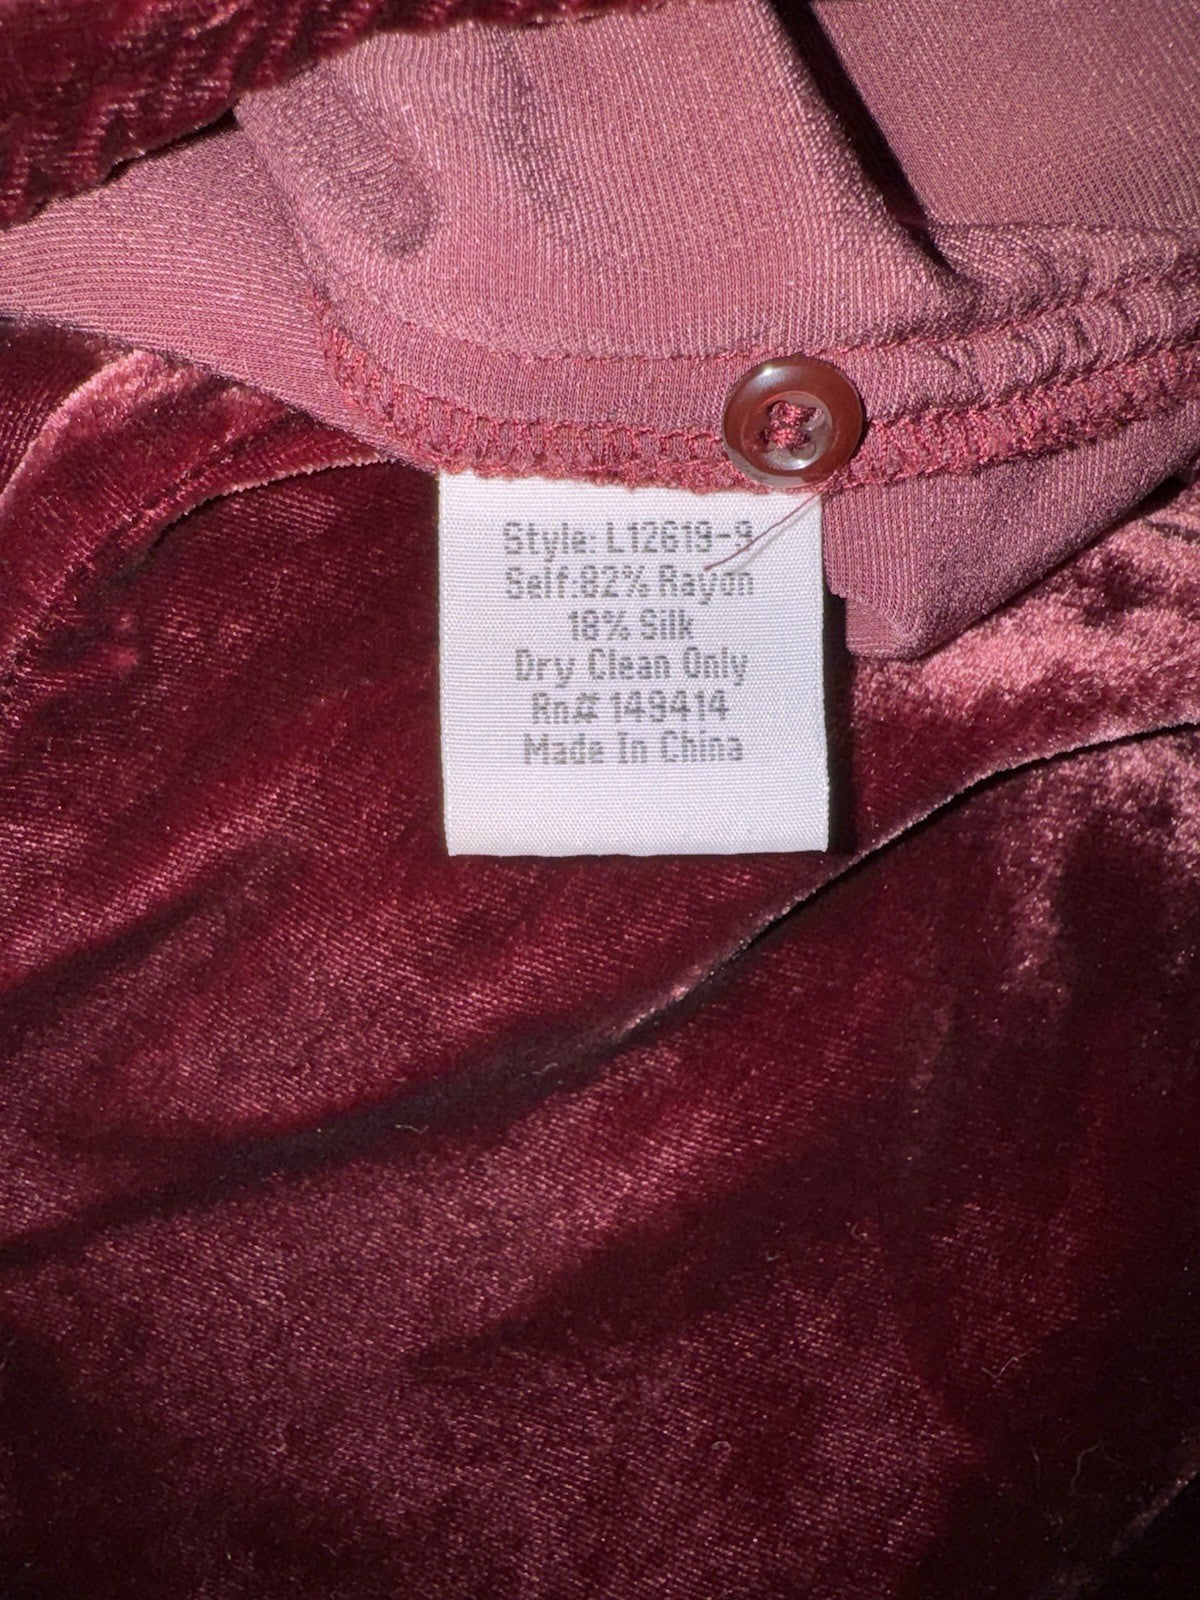 Style: L12619-9
Self:82% Rayon
18% Silk
Dry Clean Only
Rn# 149414
Made In China